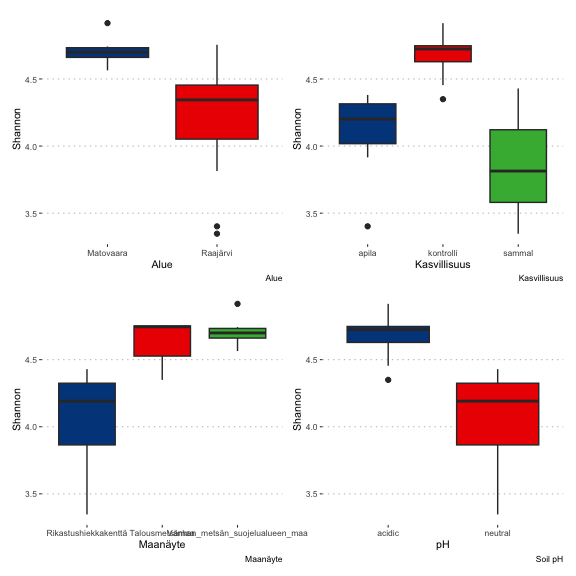 Shannon
4.5
4.0
3.5
Matovaara Raajärvi
Alue
Alue
Shannon
4.5
4.0
3.5
apila kontrolli sammal
Kasvillisuus
Kasvillisuus
Shannon
4.5
4.0
3.5
Rikastushiekkakenttä
Maanäyte
Maanäyte
Shannon
4.5
4.0
3.5
acidic neutral
pH
Soil pH